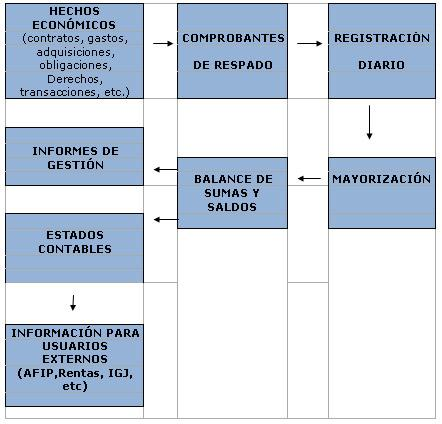 HECHOS
ECONÓMICOS
(contratos, gastos,
adquisiciones,
obligaciones,
Derechos,
transacciones, etc.)
COMPROBANTES
DE RESPADO
REGISTRACIÒN
DIARIO
INFORMES DE
GESTIÓN
BALANCE DE
SUMAS Y
SALDOS
MAYORIZACIÓN
ESTADOS
CONTABLES
INFORMACIÓN PARA
USUARIOS
EXTERNOS
(AFIP,Rentas, IGJ,
etc)